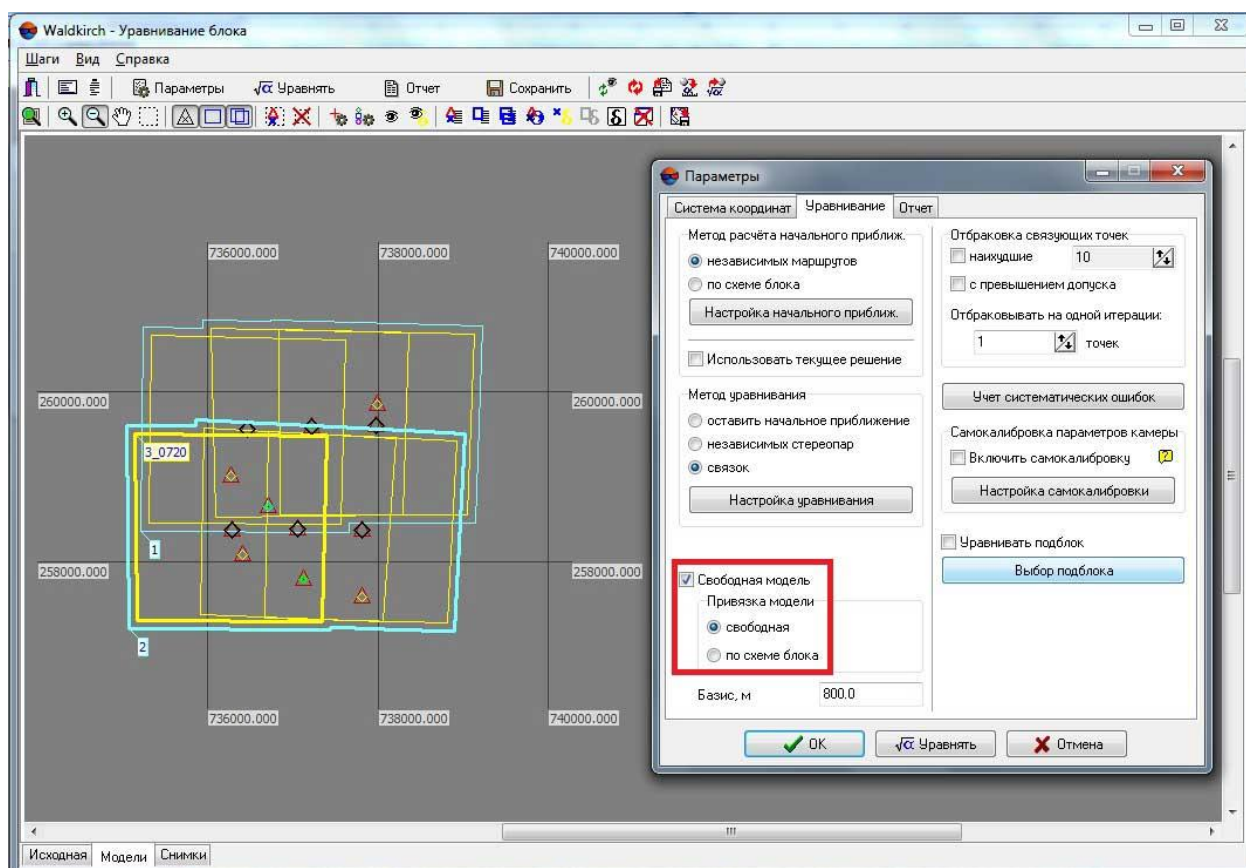 Waldkirch - Уравнивание блока
Шаги Вид Справка
Параметры
Уравнять
Отчет
Сохранить
736000.000
738000.000
740000.000
260000.000
260000.000
3_0720
1
258000.000
258000.000
2
736000.000
738000.000
740000.000
Параметры
Система координат
Уравнивание
Отчет
Метод расчёта начального приближ.
независимых маршрутов
по схеме блока
Настройка начального приближ.
Использовать текущее решение
Метод уравнивания
оставить начальное приближение
независимых стереопар
связок
Настройка уравнивания
Свободная модель
Привязка модели
свободная
по схеме блока
Базис, м
800.0
Отбраковка связующих точек
наихудшие
10
с превышением допуска
Отбраковывать на одной итерации:
1
точек
Учет систематических ошибок
Самокалибровка параметров камеры
Включить самокалибровку
Настройка самокалибровки
Уравнивать подблок
Выбор подблока
OK
√α Уравнять
Отмена
Исходная
Модели
Снимки